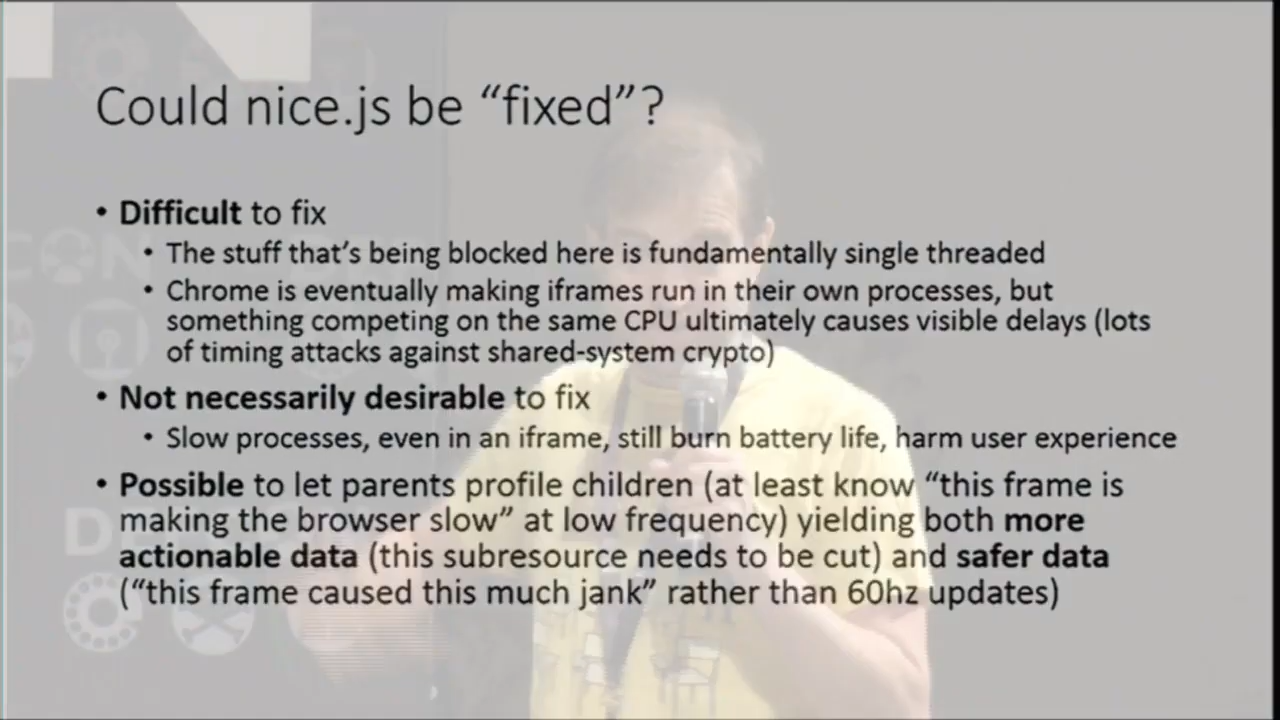 Could nice.js be “fixed”?
• Difficult to fix
• The stuff that’s being blocked here is fundamentally single threaded
• Chrome is eventually making iframes run in their own processes, but
something competing on the same CPU ultimately causes visible delays (lots
of timing attacks against shared-system crypto)
• Not necessarily desirable to fix
• Slow processes, even in an iframe, still burn battery life, harm user experience
• Possible to let parents profile children (at least know “this frame is
making the browser slow” at low frequency) yielding both more
actionable data (this subresource needs to be cut) and safer data
(“this frame caused this much jank” rather than 60hz updates)